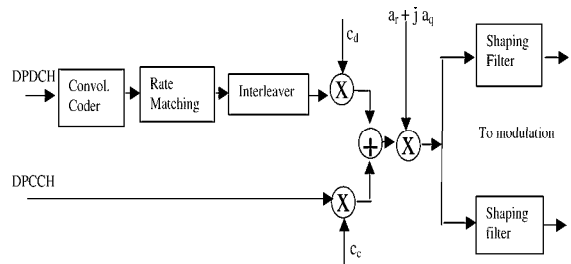 a_r + j a_q
c_d
Shaping
Filter
DPDCH
Convol.
Coder
Rate
Matching
Interleaver
X
To modulation
+
X
DPCCH
X
Shaping
filter
c_c